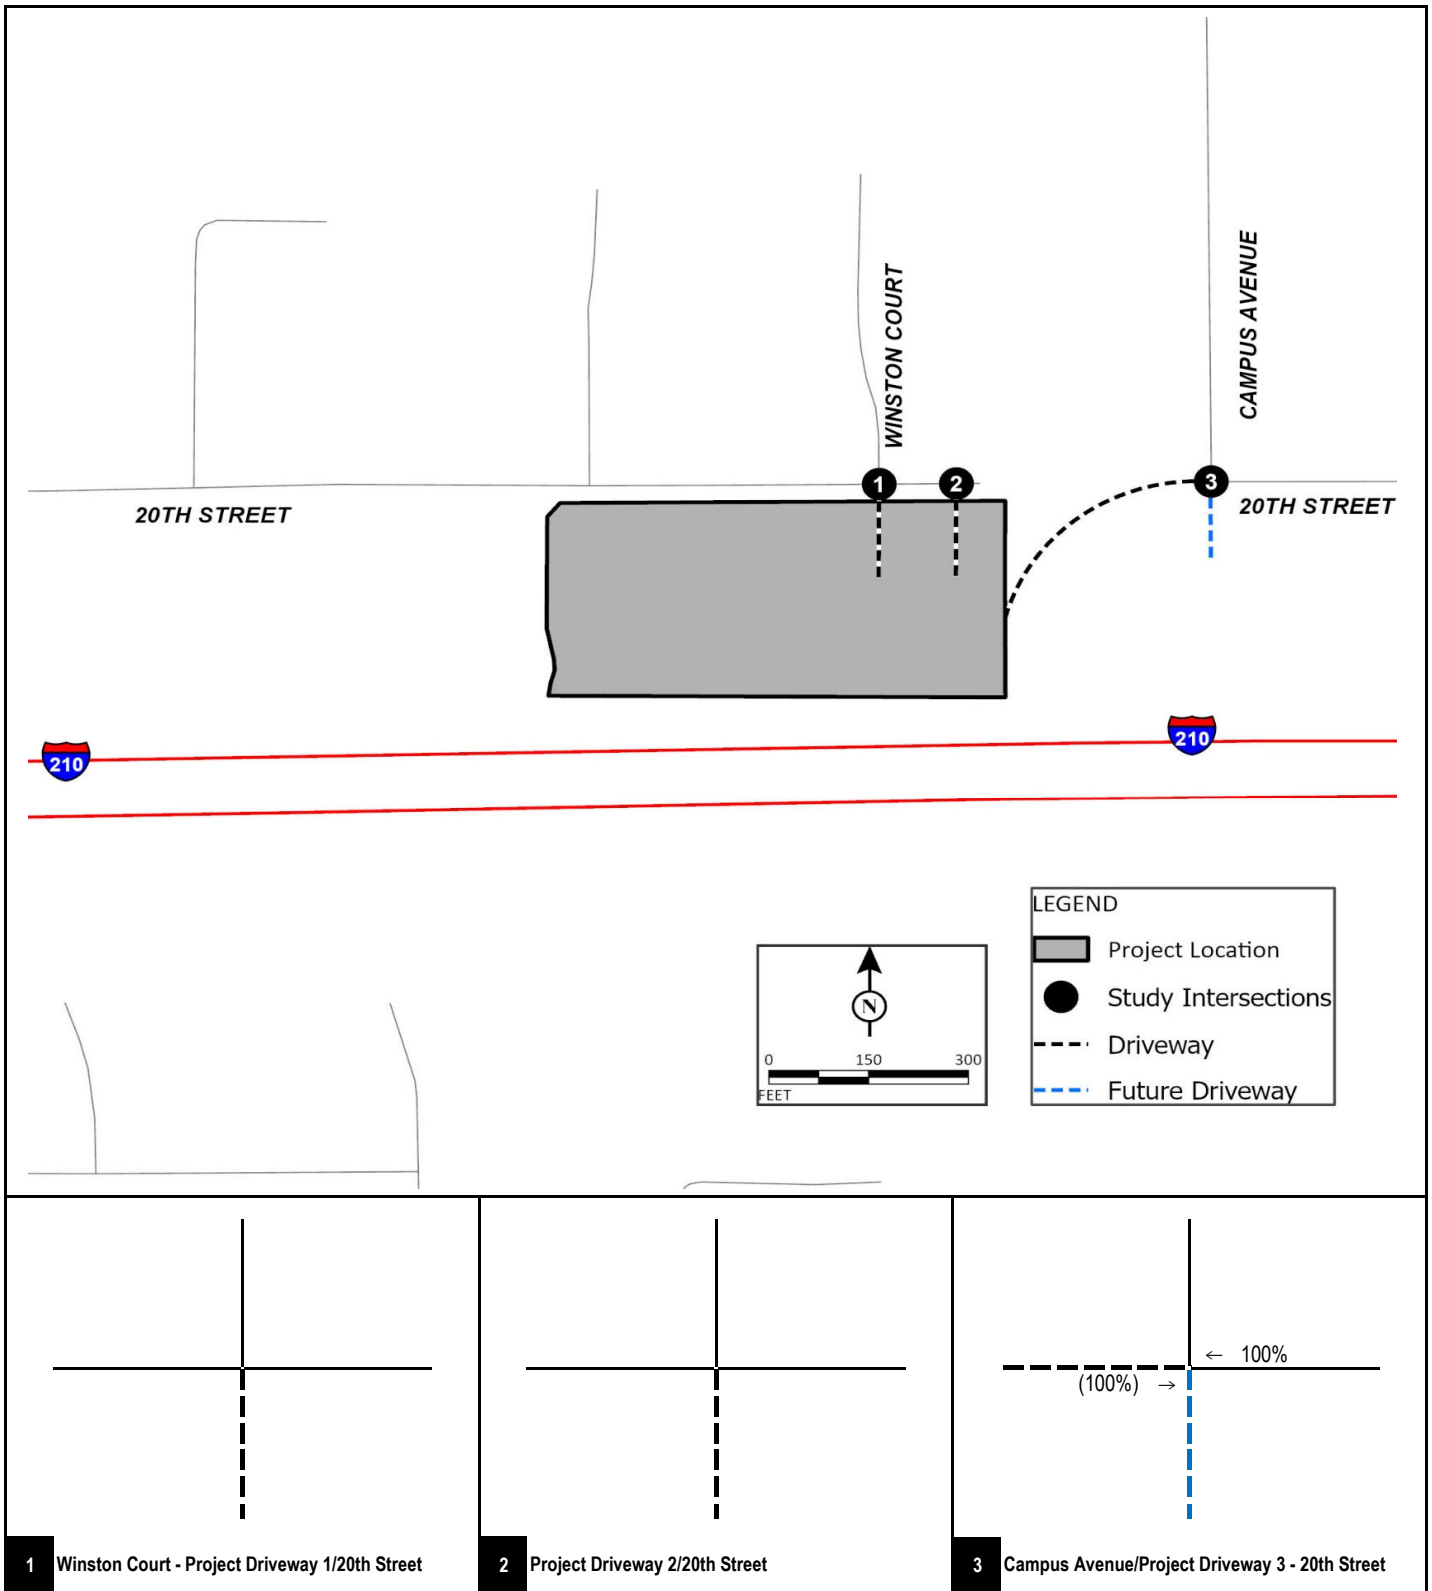 WINSTON COURT
CAMPUS AVENUE
1
2
3
20TH STREET
20TH STREET
210
210
LEGEND
Project Location
Study Intersections
Driveway
Future Driveway
N
0 150 300
FEET
← 100%
(100%) →
1 Winston Court - Project Driveway 1/20th Street
2 Project Driveway 2/20th Street
3 Campus Avenue/Project Driveway 3 - 20th Street